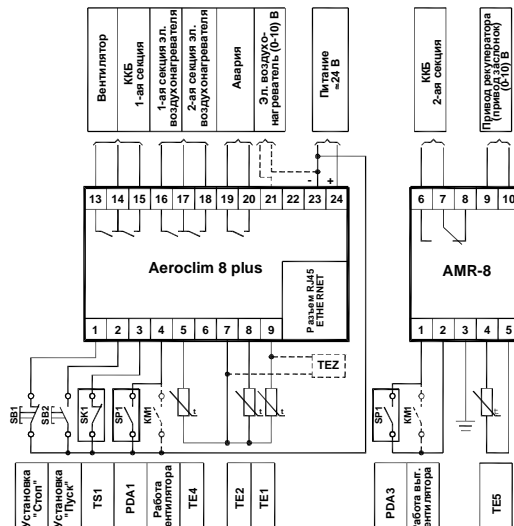 Вентилятор
ККБ
1-ая секция
1-ая секция эл.
воздухонагревателя
2-ая секция эл.
воздухонагревателя
Авария
Эл. воздухо-
нагреватель (0-10) В
Питание
≈24 В
ККБ
2-ая секция
Привод рекуператора
(привод заслонок)
(0-10) В
- +
13 14 15 16 17 18 19 20 21 22 23 24
6 7 8 9 10
Aeroclim 8 plus
Разъем RJ45
ETHERNET
AMR-8
1 2 3 4 5 6 7 8 9
1 2 3 4 5
TEZ
SB1
SB2
SK1
SP1
KM1
t
t
t
SP1
KM1
t
Установка
"Стоп"
Установка
"Пуск"
TS1
PDA1
Работа
вентилятора
TE4
TE2
TE1
PDA3
Работа выт.
вентилятора
TE5